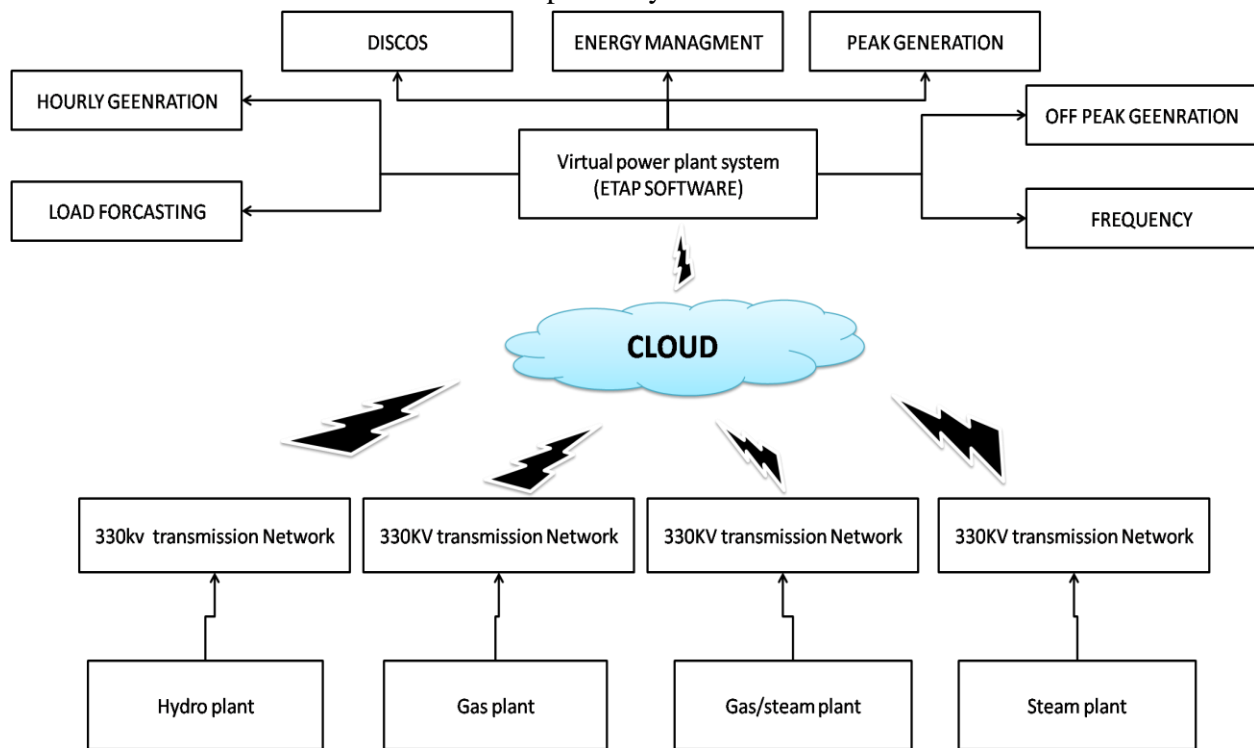 DISCOS
ENERGY MANAGMENT
PEAK GENERATION
HOURLY GEENRATION
OFF PEAK GEENRATION
Virtual power plant system
(ETAP SOFTWARE)
LOAD FORCASTING
FREQUENCY
CLOUD
330kv transmission Network
330KV transmission Network
330KV transmission Network
330KV transmission Network
Hydro plant
Gas plant
Gas/steam plant
Steam plant